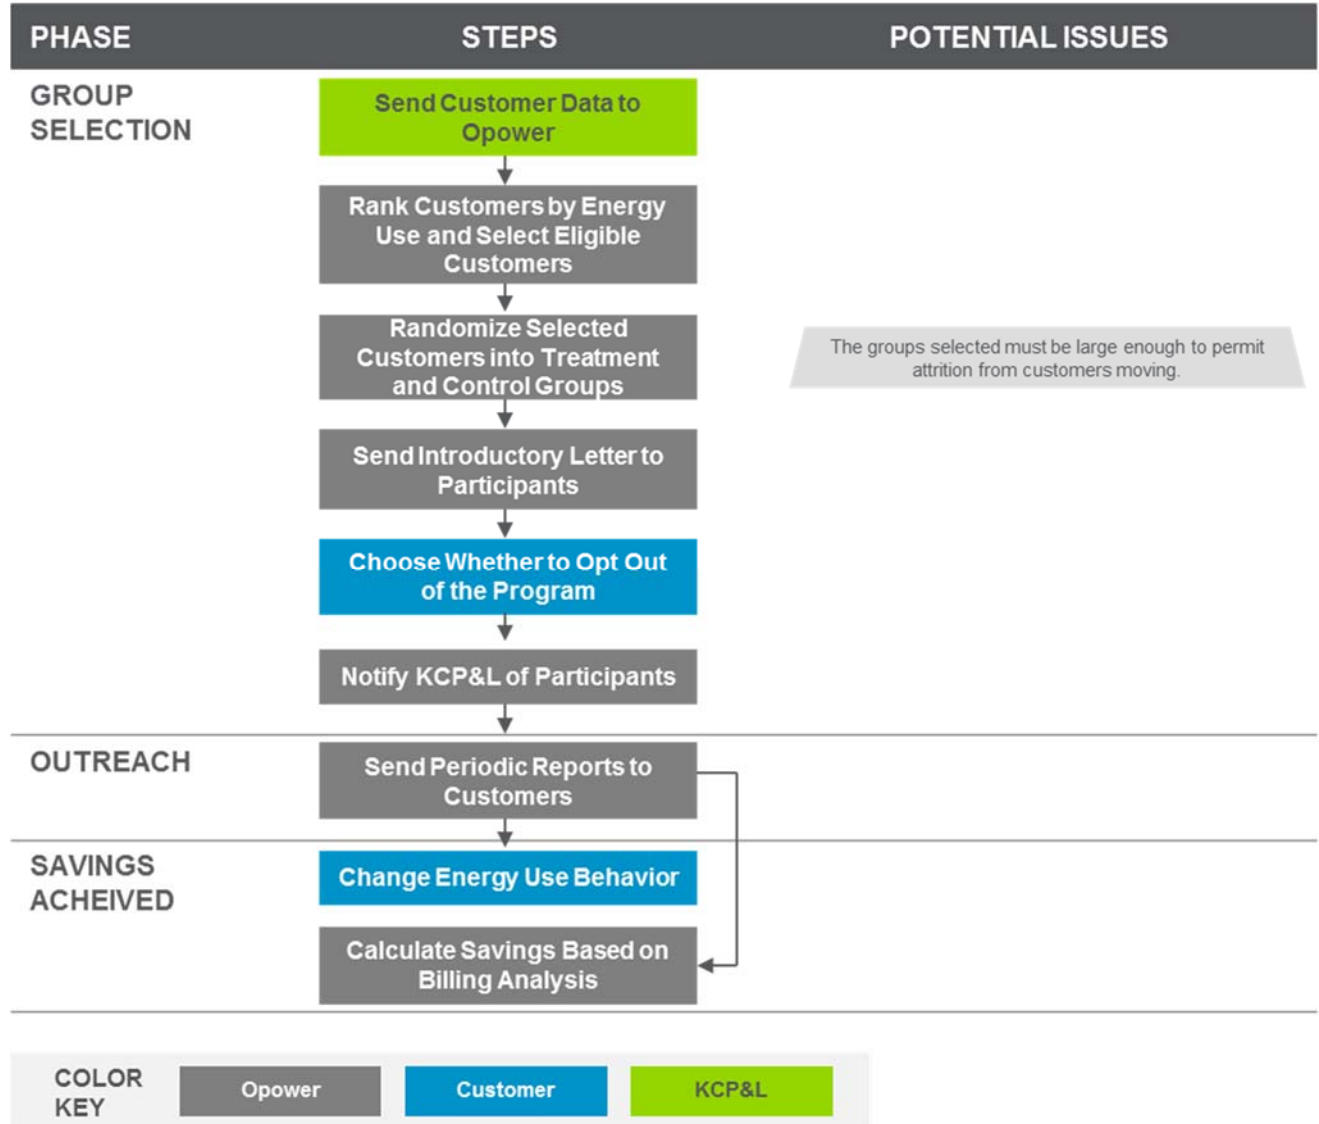 PHASE
STEPS
POTENTIAL ISSUES
GROUP
SELECTION
Send Customer Data to
Opower
Rank Customers by Energy
Use and Select Eligible
Customers
Randomize Selected
Customers into Treatment
and Control Groups
The groups selected must be large enough to permit
attrition from customers moving.
Send Introductory Letter to
Participants
Choose Whether to Opt Out
of the Program
Notify KCP&L of Participants
OUTREACH
Send Periodic Reports to
Customers
SAVINGS
ACHEIVED
Change Energy Use Behavior
Calculate Savings Based on
Billing Analysis
COLOR
KEY
Opower
Customer
KCP&L